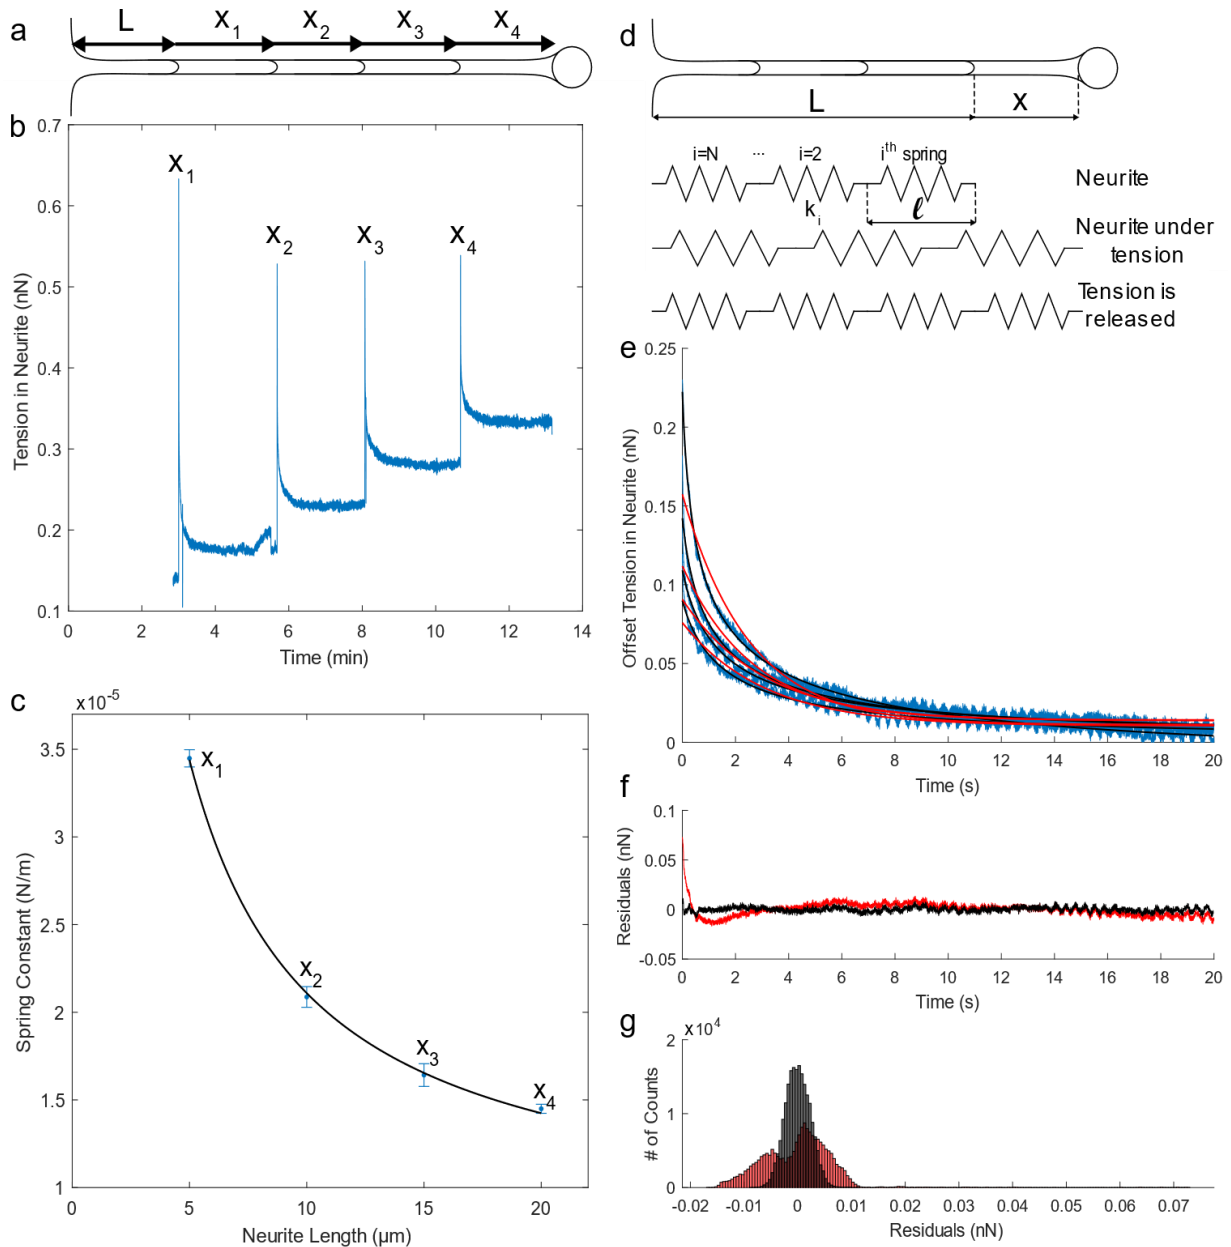 a
L x1 x2 x3 x4
b
0.7
0.6
0.5
0.4
0.3
0.2
0.1
Tension in Neurite (nN)
x1
x2 x3 x4
0 2 4 6 8 10 12 14
Time (min)
c
×10-5
3.5
3
2.5
2
1.5
1
Spring Constant (N/m)
x1
x2
x3
x4
0 5 10 15 20
Neurite Length (µm)
d
L x
i=N ... i=2 ith spring
Neurite
ki ℓ
Neurite under
tension
Tension is
released
e
0.25
0.2
0.15
0.1
0.05
0
Offset Tension in Neurite (nN)
0 2 4 6 8 10 12 14 16 18 20
Time (s)
f
0.1
0.05
0
-0.05
Residuals (nN)
0 2 4 6 8 10 12 14 16 18 20
Time (s)
g
×104
2
1
0
# of Counts
-0.02 -0.01 0 0.01 0.02 0.03 0.04 0.05 0.06 0.07
Residuals (nN)